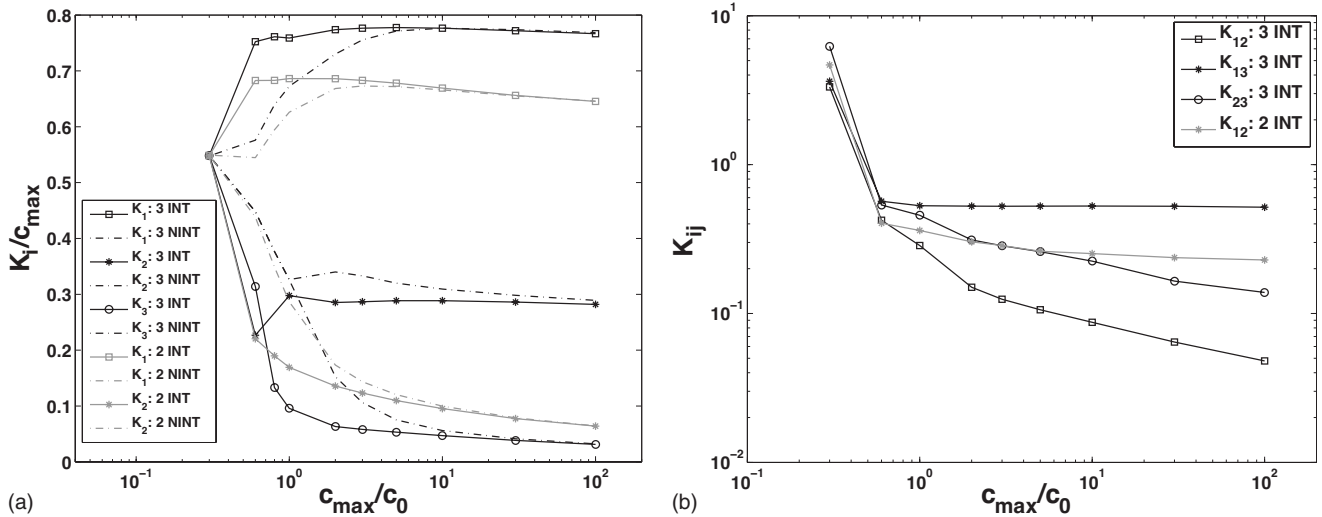 0.8
0.7
0.6
0.5
0.4
0.3
0.2
0.1
0
K_i/c_max
K_1: 3 INT
K_1: 3 NINT
K_2: 3 INT
K_2: 3 NINT
K_3: 3 INT
K_3: 3 NINT
K_1: 2 INT
K_1: 2 NINT
K_2: 2 INT
K_2: 2 NINT
10^−1
10^0
10^1
10^2
c_max/c_0
(a)
10^1
10^0
10^−1
10^−2
K_ij
K_12: 3 INT
K_13: 3 INT
K_23: 3 INT
K_12: 2 INT
10^−1
10^0
10^1
10^2
c_max/c_0
(b)